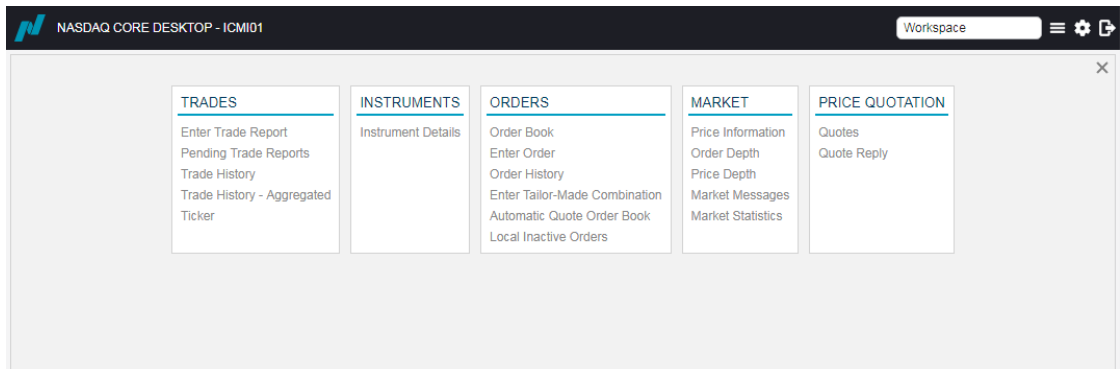 NASDAQ CORE DESKTOP - ICMI01
Workspace
TRADES
Enter Trade Report
Pending Trade Reports
Trade History
Trade History - Aggregated
Ticker
INSTRUMENTS
Instrument Details
ORDERS
Order Book
Enter Order
Order History
Enter Tailor-Made Combination
Automatic Quote Order Book
Local Inactive Orders
MARKET
Price Information
Order Depth
Price Depth
Market Messages
Market Statistics
PRICE QUOTATION
Quotes
Quote Reply